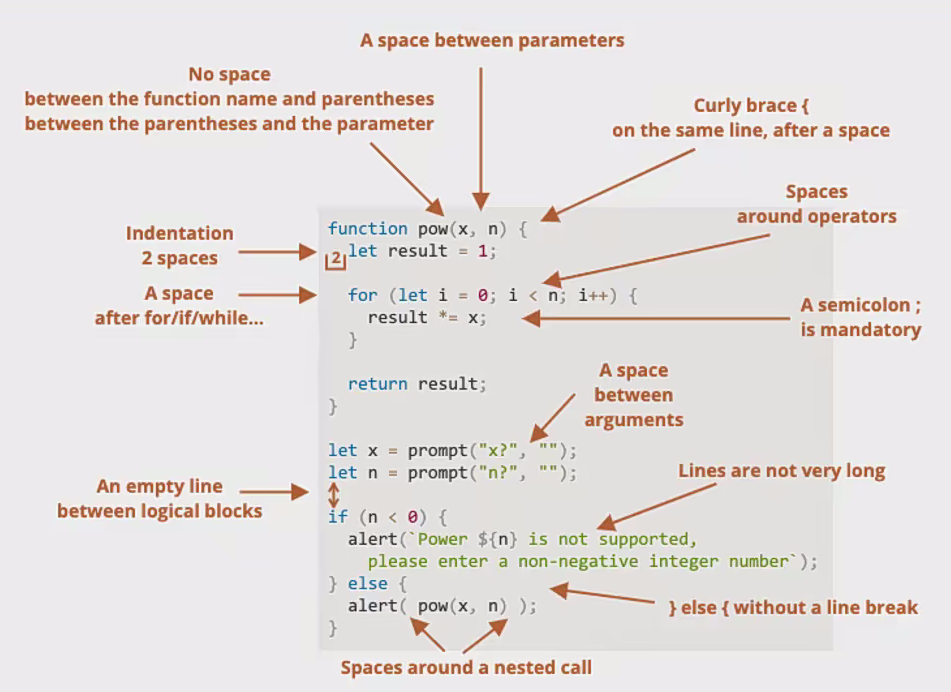 A space between parameters
No space
between the function name and parentheses
between the parentheses and the parameter
Curly brace {
on the same line, after a space
Spaces
around operators
Indentation
2 spaces
A space
after for/if/while...
function pow(x, n) {
2
  let result = 1;
  for (let i = 0; i < n; i++) {
    result *= x;
  }
  return result;
}
A semicolon ;
is mandatory
A space
between
arguments
let x = prompt("x?", "");
let n = prompt("n?", "");
Lines are not very long
An empty line
between logical blocks
if (n < 0) {
  alert(`Power ${n} is not supported,
    please enter a non-negative integer number`);
} else {
  alert( pow(x, n) );
}
} else { without a line break
Spaces around a nested call